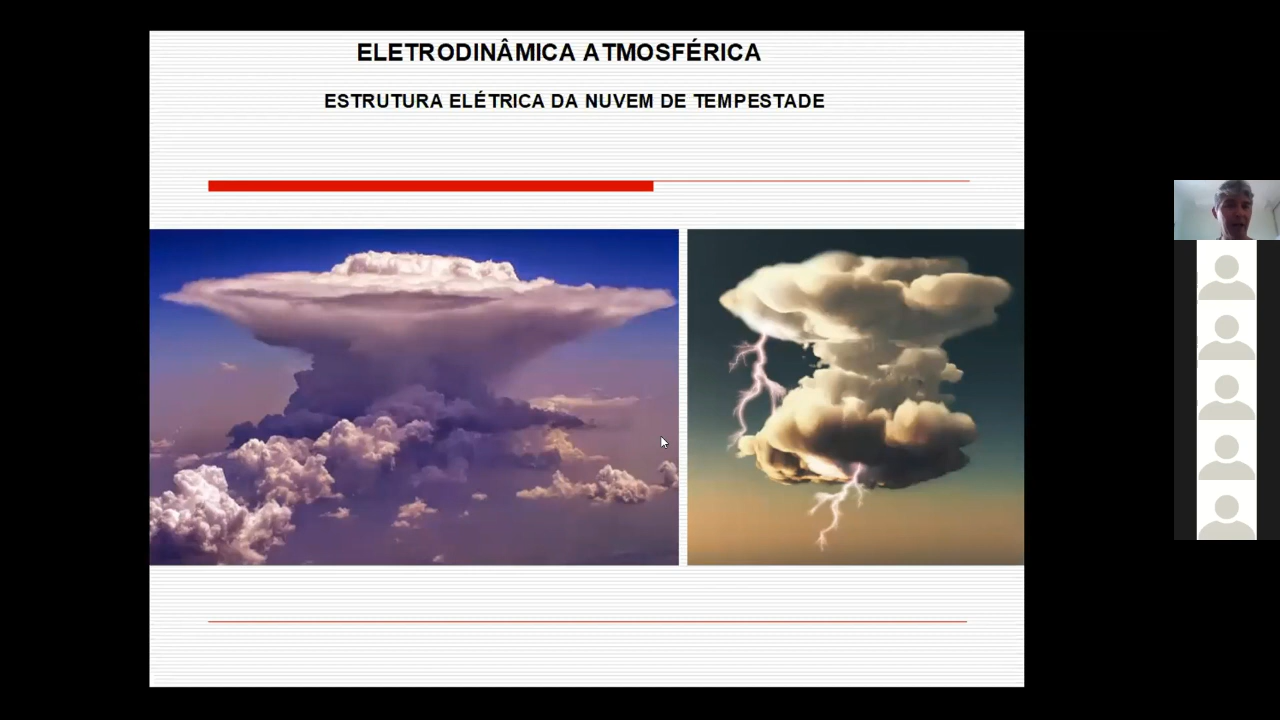 ELETRODINÂMICA ATMOSFÉRICA
ESTRUTURA ELÉTRICA DA NUVEM DE TEMPESTADE